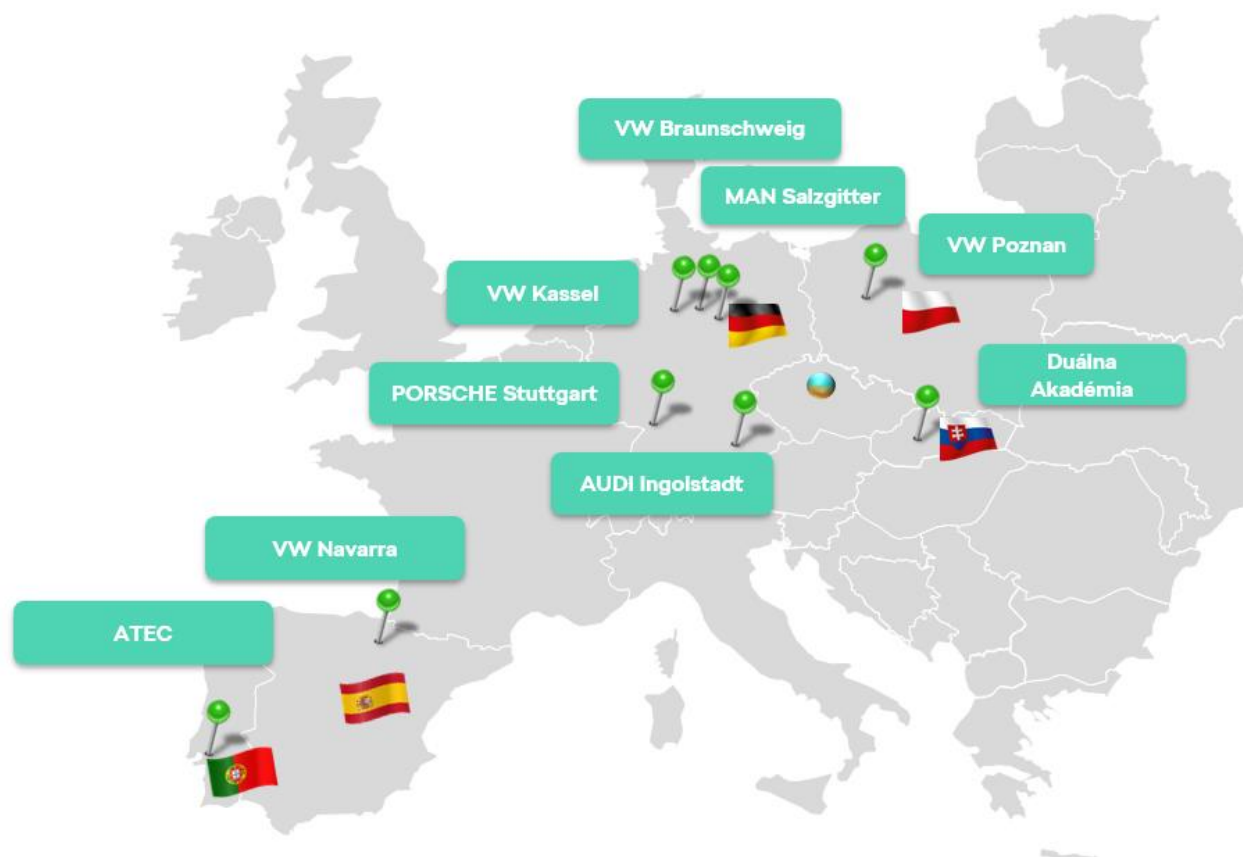 VW Braunschweig
MAN Salzgitter
VW Poznan
VW Kassel
Duálna
Akadémia
PORSCHE Stuttgart
AUDI Ingolstadt
VW Navarra
ATEC